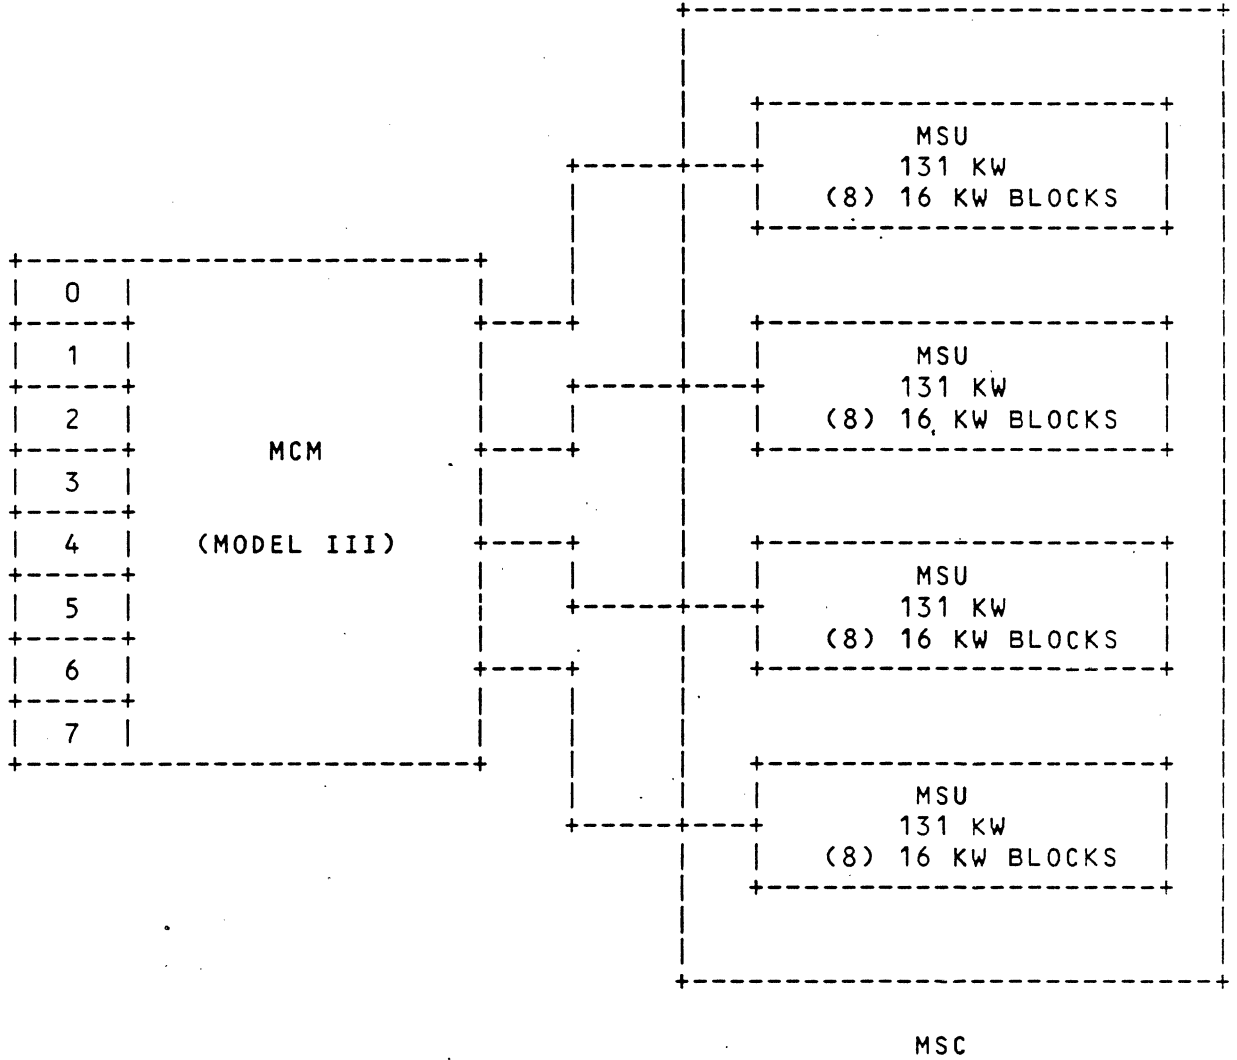 MSU
131 KW
(8) 16 KW BLOCKS
0
1
2
3
4
5
6
7
MCM
(MODEL III)
MSU
131 KW
(8) 16 KW BLOCKS
MSU
131 KW
(8) 16 KW BLOCKS
MSU
131 KW
(8) 16 KW BLOCKS
MSC